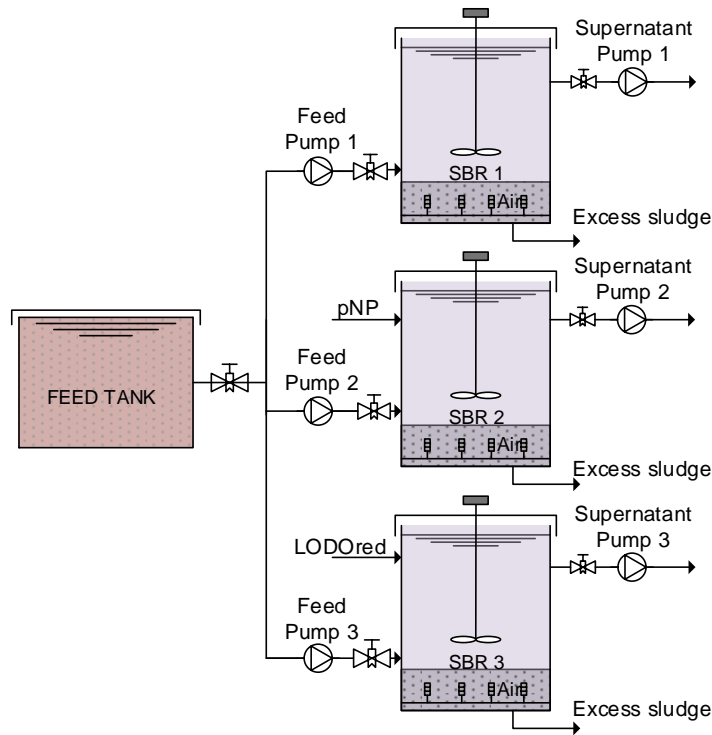 Supernatant
Pump 1
Feed
Pump 1
SBR 1
Air
Excess sludge
Supernatant
Pump 2
pNP
Feed
Pump 2
FEED TANK
SBR 2
Air
Excess sludge
Supernatant
Pump 3
LODOred
Feed
Pump 3
SBR 3
Air
Excess sludge